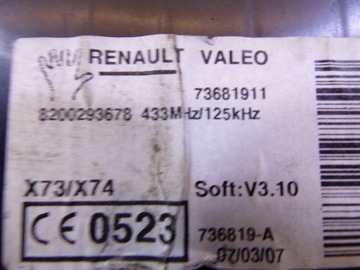 RENAULT VALEO
73681911
8200293678 433MHz/125kHz
X73/X74 Soft:V3.10
CE 0523 736819-A
07/03/07